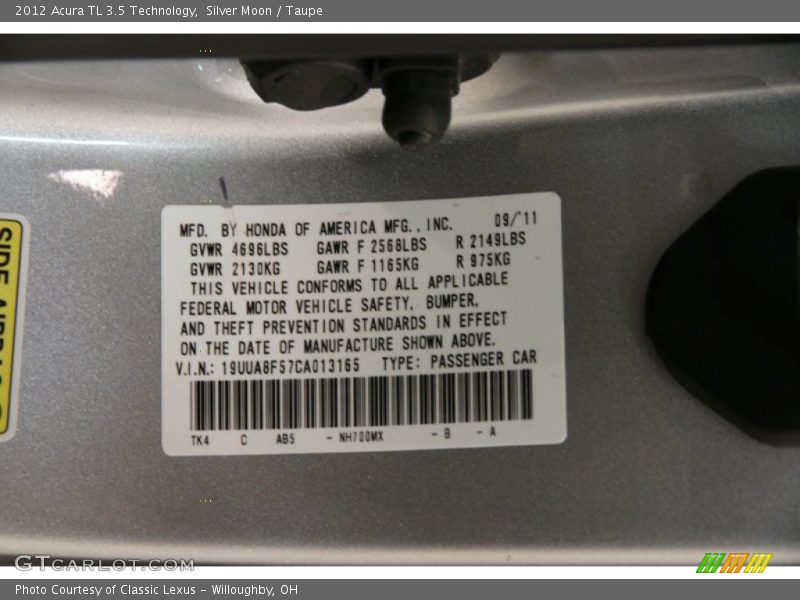 2012 Acura TL 3.5 Technology, Silver Moon / Taupe
MFD. BY HONDA OF AMERICA MFG., INC. 09/11
GVWR 4696LBS GAWR F 2568LBS R 2149LBS
GVWR 2130KG GAWR F 1165KG R 975KG
THIS VEHICLE CONFORMS TO ALL APPLICABLE
FEDERAL MOTOR VEHICLE SAFETY, BUMPER,
AND THEFT PREVENTION STANDARDS IN EFFECT
ON THE DATE OF MANUFACTURE SHOWN ABOVE.
V.I.N.: 19UUA8F57CA013165 TYPE: PASSENGER CAR
TK4 C AB5 - NH700MX - B - A
SIDE
GTCARLOT.COM
Photo Courtesy of Classic Lexus - Willoughby, OH